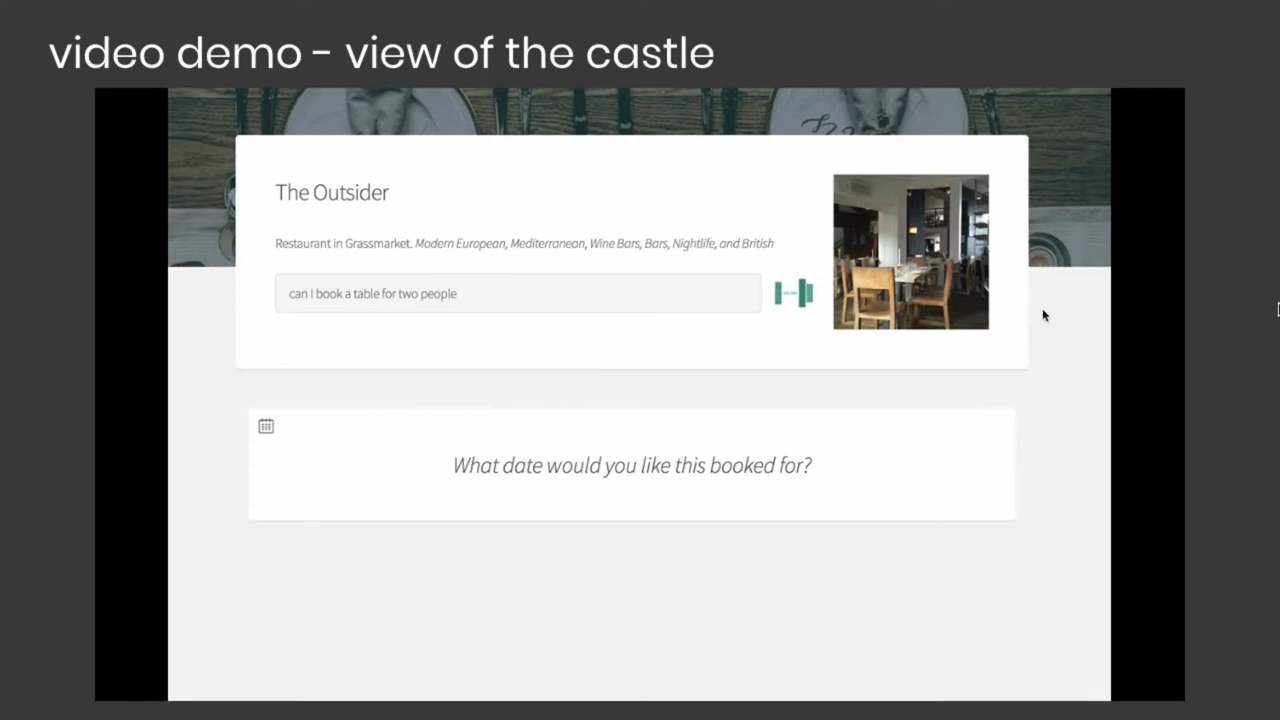 video demo - view of the castle
The Outsider
Restaurant in Grassmarket. Modern European, Mediterranean, Wine Bars, Bars, Nightlife, and British
can I book a table for two people
What date would you like this booked for?